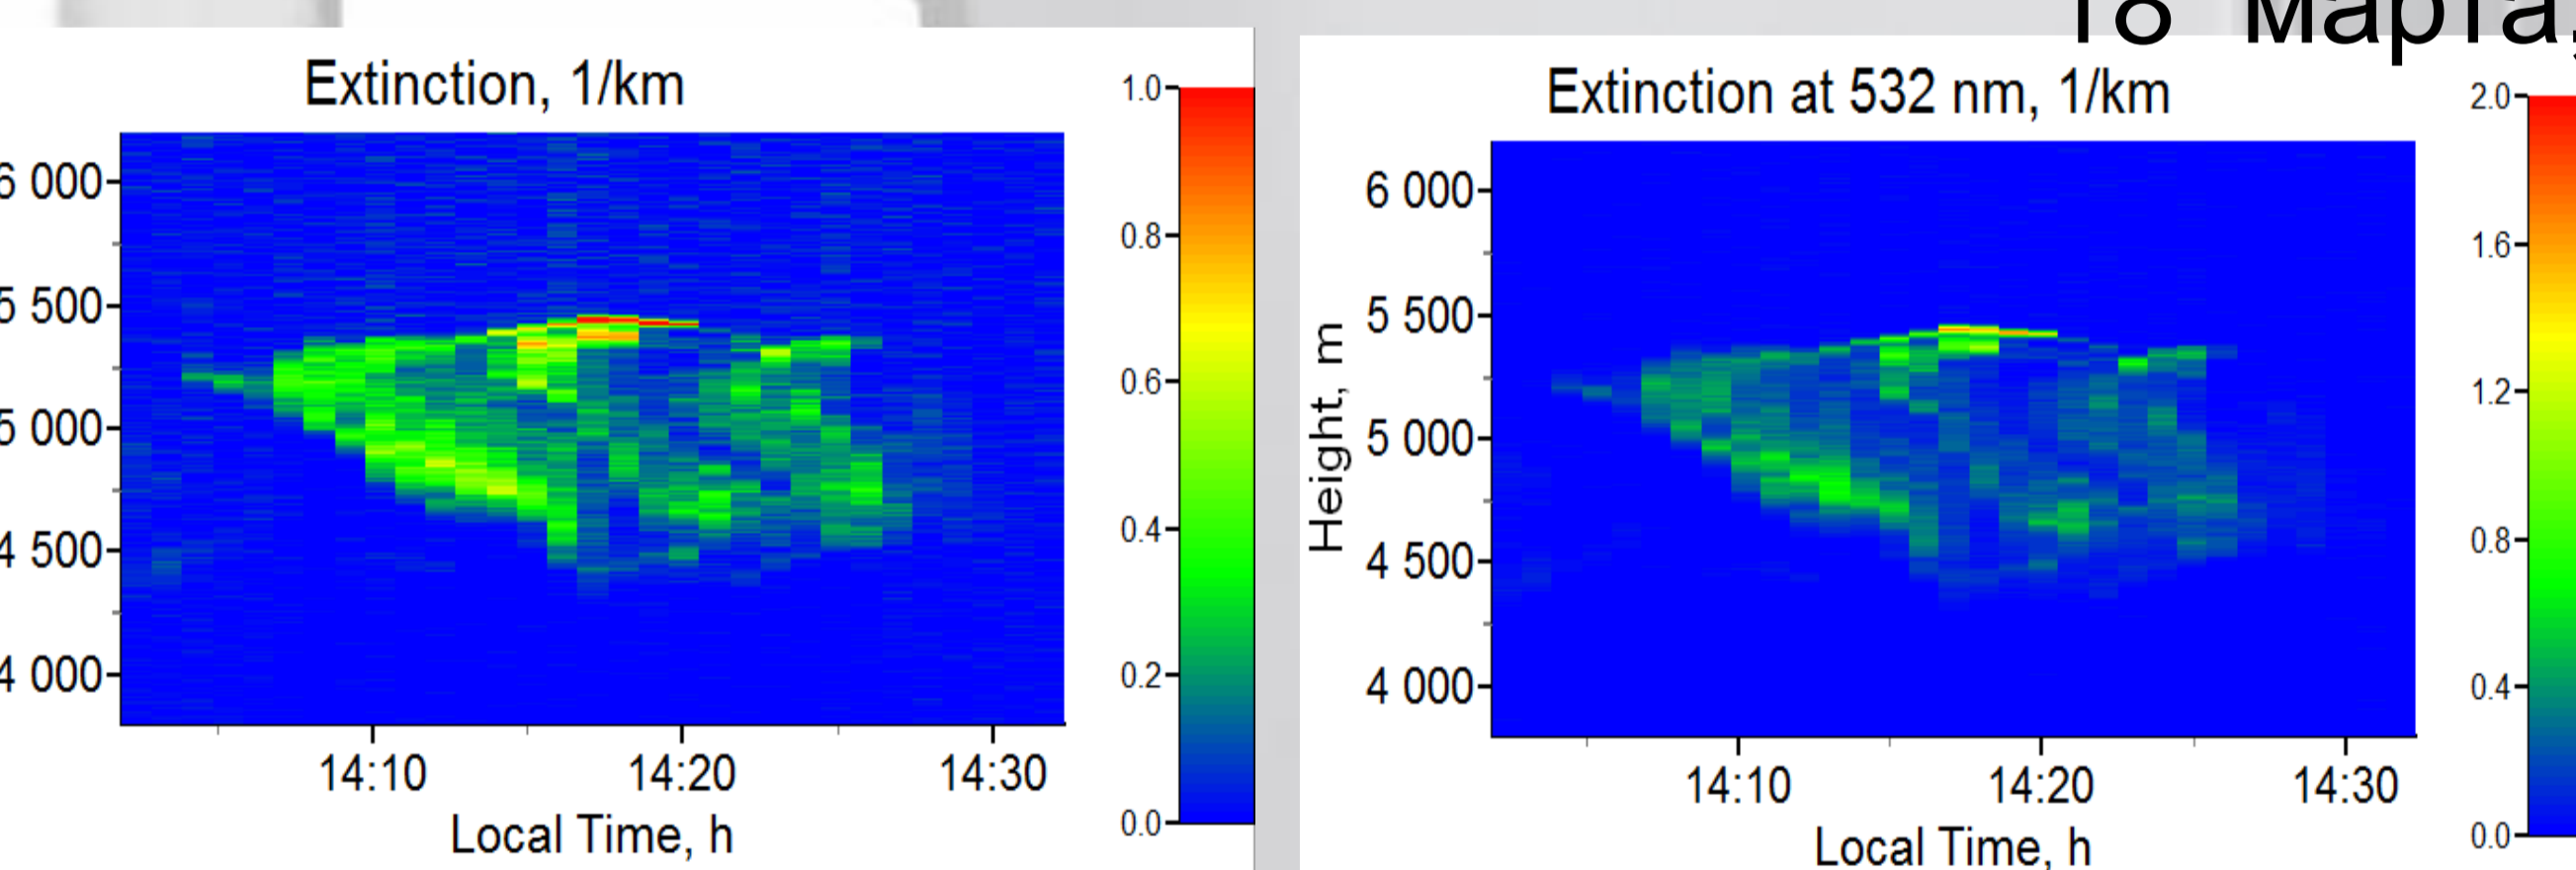 18 Марта,
Extinction, 1/km
1.0
0.8
0.6
0.4
0.2
0.0
6 000
5 500
5 000
4 500
4 000
14:10 14:20 14:30
Local Time, h
Extinction at 532 nm, 1/km
2.0
1.6
1.2
0.8
0.4
0.0
Height, m
6 000
5 500
5 000
4 500
4 000
14:10 14:20 14:30
Local Time, h